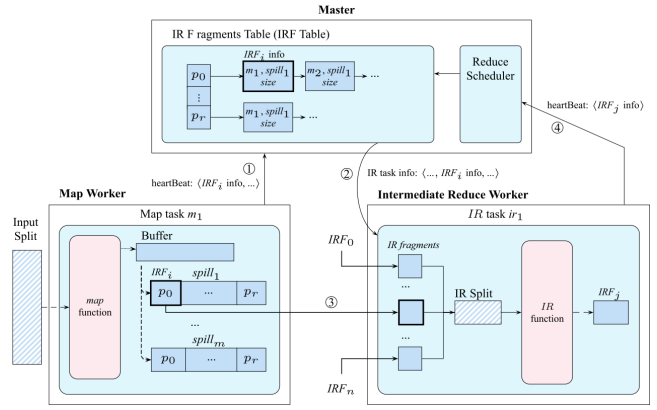 Master
IR F ragments Table (IRF Table)
IRF_i info
p_0
m_1, spill_1
size
m_2, spill_1
size
...
⋮
p_r
m_1, spill_1
size
...
Reduce
Scheduler
heartBeat: ⟨IRF_j info⟩
④
①
heartBeat: ⟨IRF_i info, ...⟩
②
IR task info: ⟨..., IRF_i info, ...⟩
Map Worker
Intermediate Reduce Worker
Input
Split
Map task m_1
Buffer
map
function
IRF_i
spill_1
p_0
...
p_r
...
spill_m
p_0
...
p_r
③
IR task ir_1
IRF_0
IR fragments
...
...
IRF_n
IR Split
IR
function
IRF_j